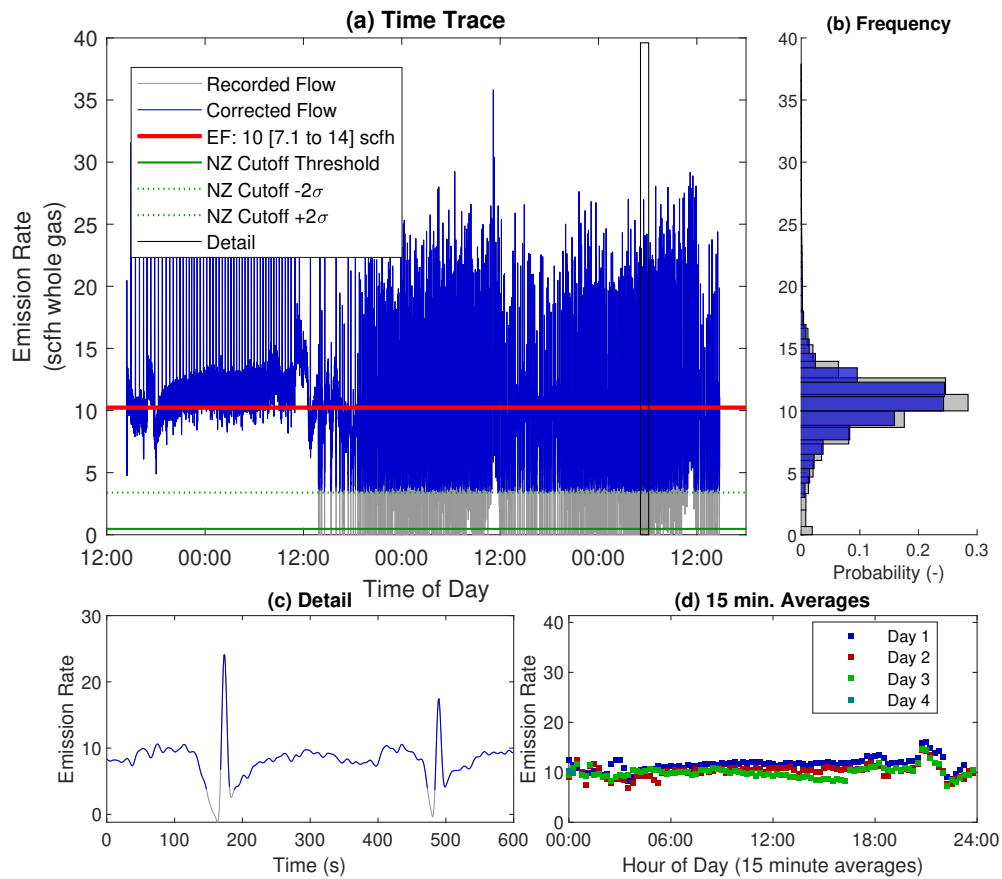 (a) Time Trace
(b) Frequency
40
35
30
25
20
15
10
5
0
Emission Rate
(scfh whole gas)
Recorded Flow
Corrected Flow
EF: 10 [7.1 to 14] scfh
NZ Cutoff Threshold
NZ Cutoff -2σ
NZ Cutoff +2σ
Detail
12:00 00:00 12:00 00:00 12:00 00:00 12:00
Time of Day
40
35
30
25
20
15
10
5
0
0 0.1 0.2 0.3
Probability (-)
(c) Detail
30
20
10
0
Emission Rate
0 100 200 300 400 500 600
Time (s)
(d) 15 min. Averages
40
30
20
10
0
Emission Rate
Day 1
Day 2
Day 3
Day 4
00:00 06:00 12:00 18:00 24:00
Hour of Day (15 minute averages)